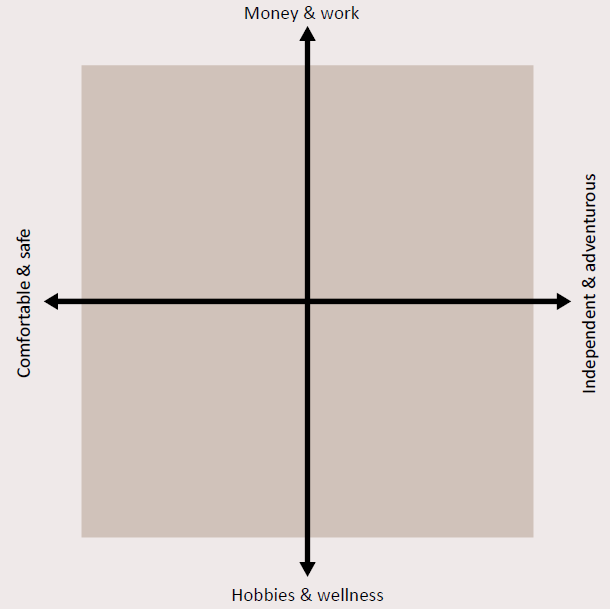 Money & work
Comfortable & safe
Independent & adventurous
Hobbies & wellness